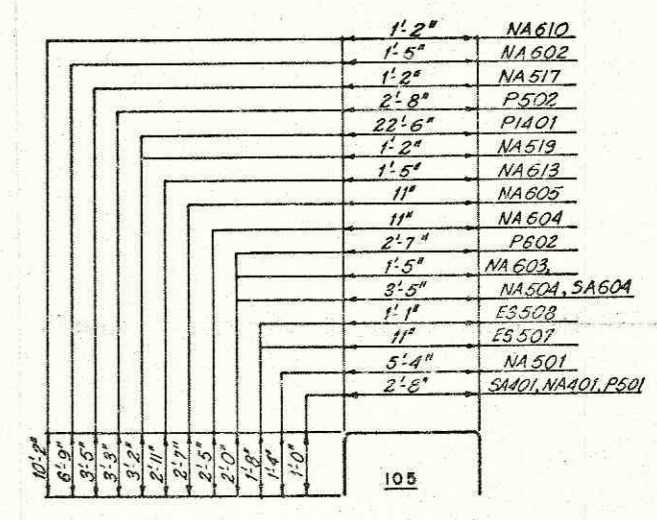 1'-2" NA610
1'-5" NA602
1'-2" NA517
2'-8" P502
22'-6" P1401
1'-2" NA519
1'-5" NA613
11" NA605
11" NA604
2'-7" P602
1'-5" NA603,
3'-5" NA504, SA604
1'-1" ES508
11" ES507
5'-4" NA501
2'-8" SA401, NA401, P501
10'-2" 6'-9" 3'-5" 3'-3" 3'-2" 2'-11" 2'-7" 2'-5" 2'-0" 1'-8" 1'-4" 1'-0"
105